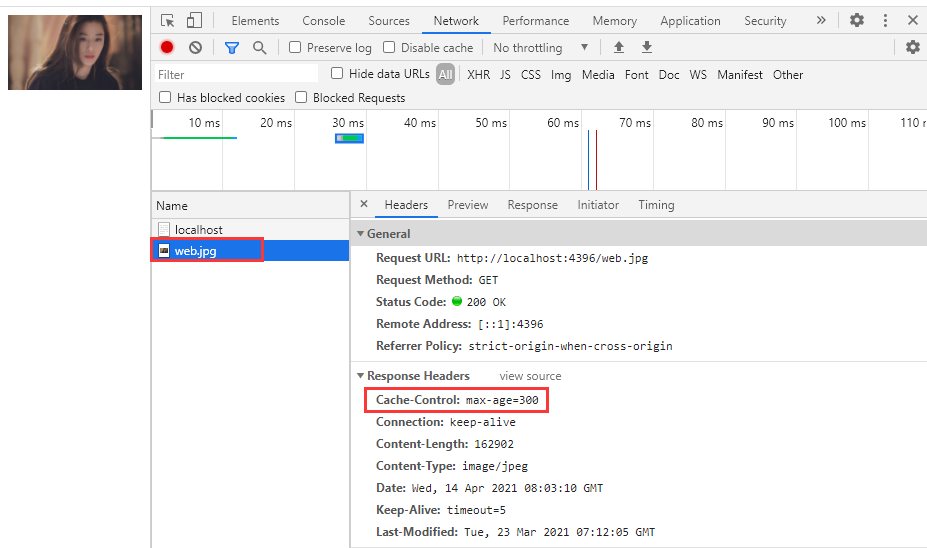 Elements Console Sources Network Performance Memory Application Security »
Preserve log Disable cache No throttling ▼
Filter Hide data URLs All XHR JS CSS Img Media Font Doc WS Manifest Other
Has blocked cookies Blocked Requests
10 ms 20 ms 30 ms 40 ms 50 ms 60 ms 70 ms 80 ms 90 ms 100 ms 110 r
Name × Headers Preview Response Initiator Timing
localhost
web.jpg
▼ General
Request URL: http://localhost:4396/web.jpg
Request Method: GET
Status Code: 200 OK
Remote Address: [::1]:4396
Referrer Policy: strict-origin-when-cross-origin
▼ Response Headers view source
Cache-Control: max-age=300
Connection: keep-alive
Content-Length: 162902
Content-Type: image/jpeg
Date: Wed, 14 Apr 2021 08:03:10 GMT
Keep-Alive: timeout=5
Last-Modified: Tue, 23 Mar 2021 07:12:05 GMT